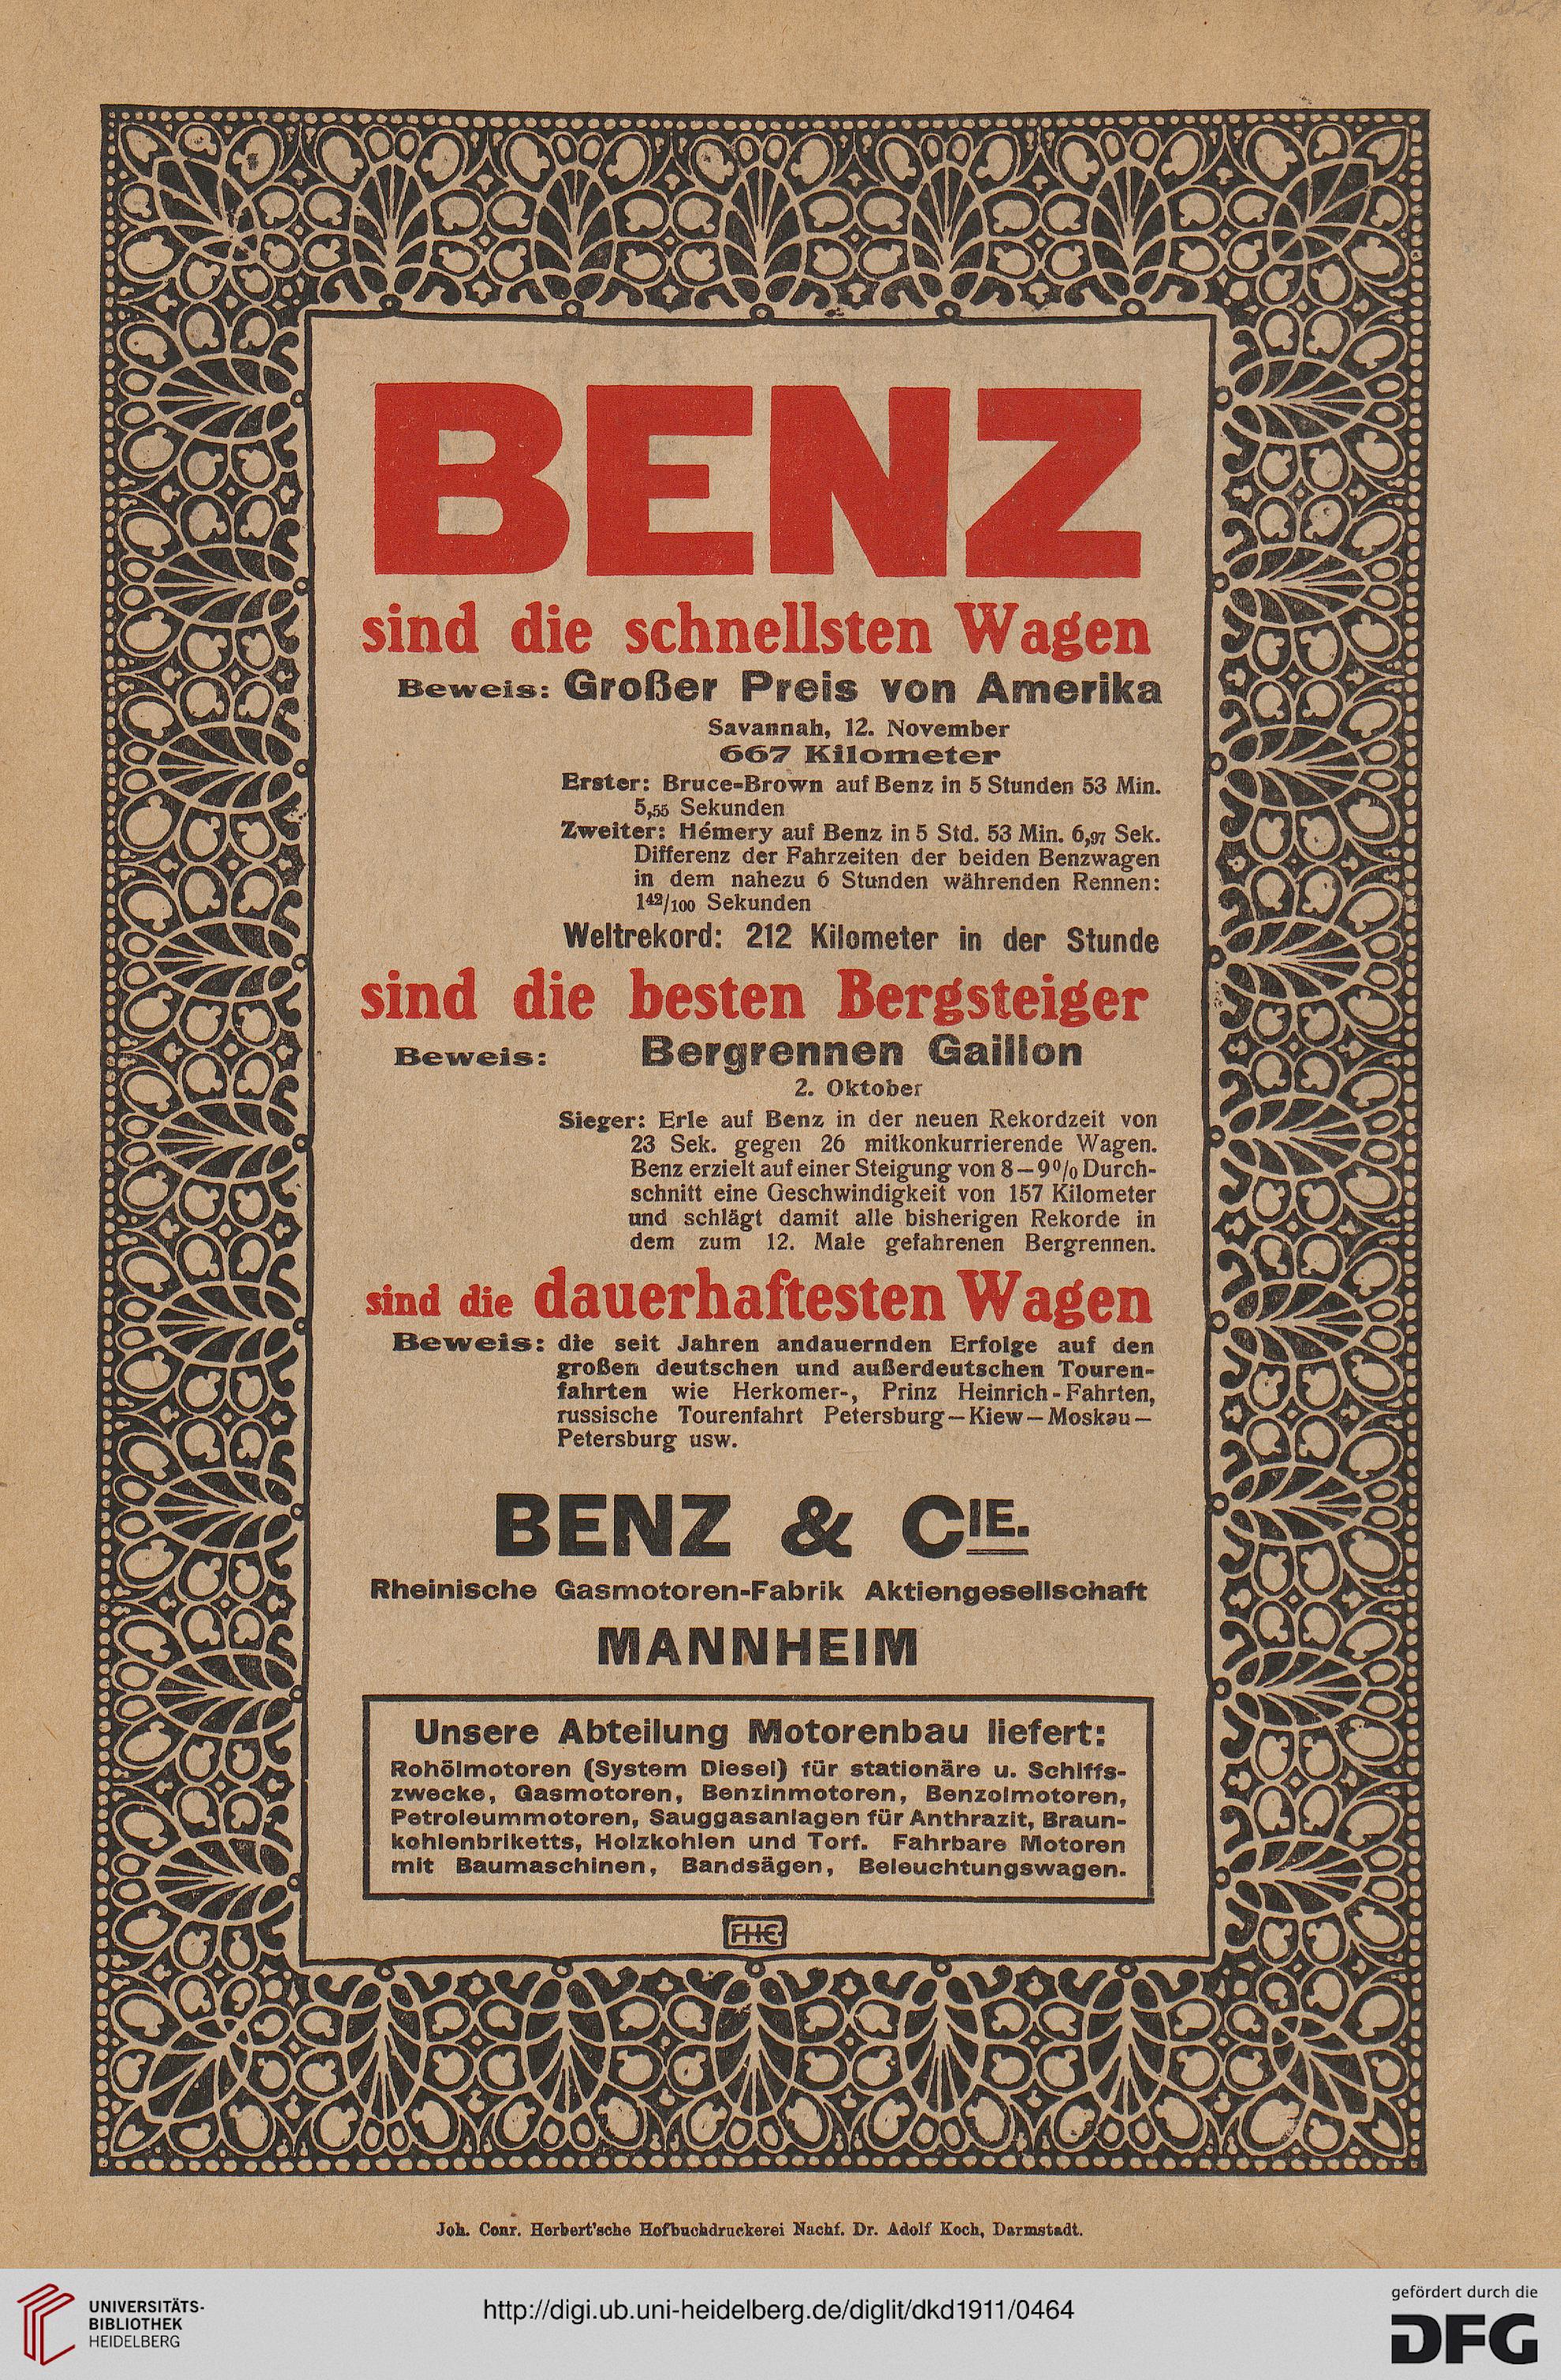 BENZ
sind die schnellsten Wagen
Beweis: Großer Preis von Amerika
Savannah, 12. November
667 Kilometer
Erster: Bruce-Brown auf Benz in 5 Stunden 53 Min.
5,55 Sekunden
Zweiter: Hémery auf Benz in 5 Std. 53 Min. 6,97 Sek.
Differenz der Fahrzeiten der beiden Benzwagen
in dem nahezu 6 Stunden währenden Rennen:
1 42/100 Sekunden
Weltrekord: 212 Kilometer in der Stunde
sind die besten Bergsteiger
Beweis: Bergrennen Gaillon
2. Oktober
Sieger: Erle auf Benz in der neuen Rekordzeit von
23 Sek. gegen 26 mitkonkurrierende Wagen.
Benz erzielt auf einer Steigung von 8–9% Durch-
schnitt eine Geschwindigkeit von 157 Kilometer
und schlägt damit alle bisherigen Rekorde in
dem zum 12. Male gefahrenen Bergrennen.
sind die dauerhaftesten Wagen
Beweis: die seit Jahren andauernden Erfolge auf den
großen deutschen und außerdeutschen Touren-
fahrten wie Herkomer-, Prinz Heinrich-Fahrten,
russische Tourenfahrt Petersburg–Kiew–Moskau–
Petersburg usw.
BENZ & CIE.
Rheinische Gasmotoren-Fabrik Aktiengesellschaft
MANNHEIM
Unsere Abteilung Motorenbau liefert:
Rohölmotoren (System Diesel) für stationäre u. Schiffs-
zwecke, Gasmotoren, Benzinmotoren, Benzolmotoren,
Petroleummotoren, Sauggasanlagen für Anthrazit, Braun-
kohlenbriketts, Holzkohlen und Torf. Fahrbare Motoren
mit Baumaschinen, Bandsägen, Beleuchtungswagen.
FHE
Joh. Conr. Herbert'sche Hofbuchdruckerei Nachf. Dr. Adolf Koch, Darmstadt.
UNIVERSITÄTS-
BIBLIOTHEK
HEIDELBERG
http://digi.ub.uni-heidelberg.de/diglit/dkd1911/0464
gefördert durch die
DFG